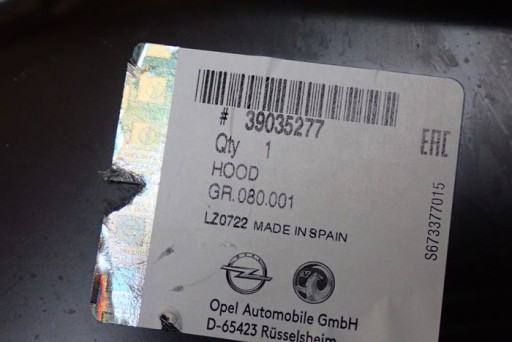 # 39035277
Qty 1
HOOD
GR.080.001
LZ0722 MADE IN SPAIN
Opel Automobile GmbH
D-65423 Rüsselsheim
EAC
S673377015